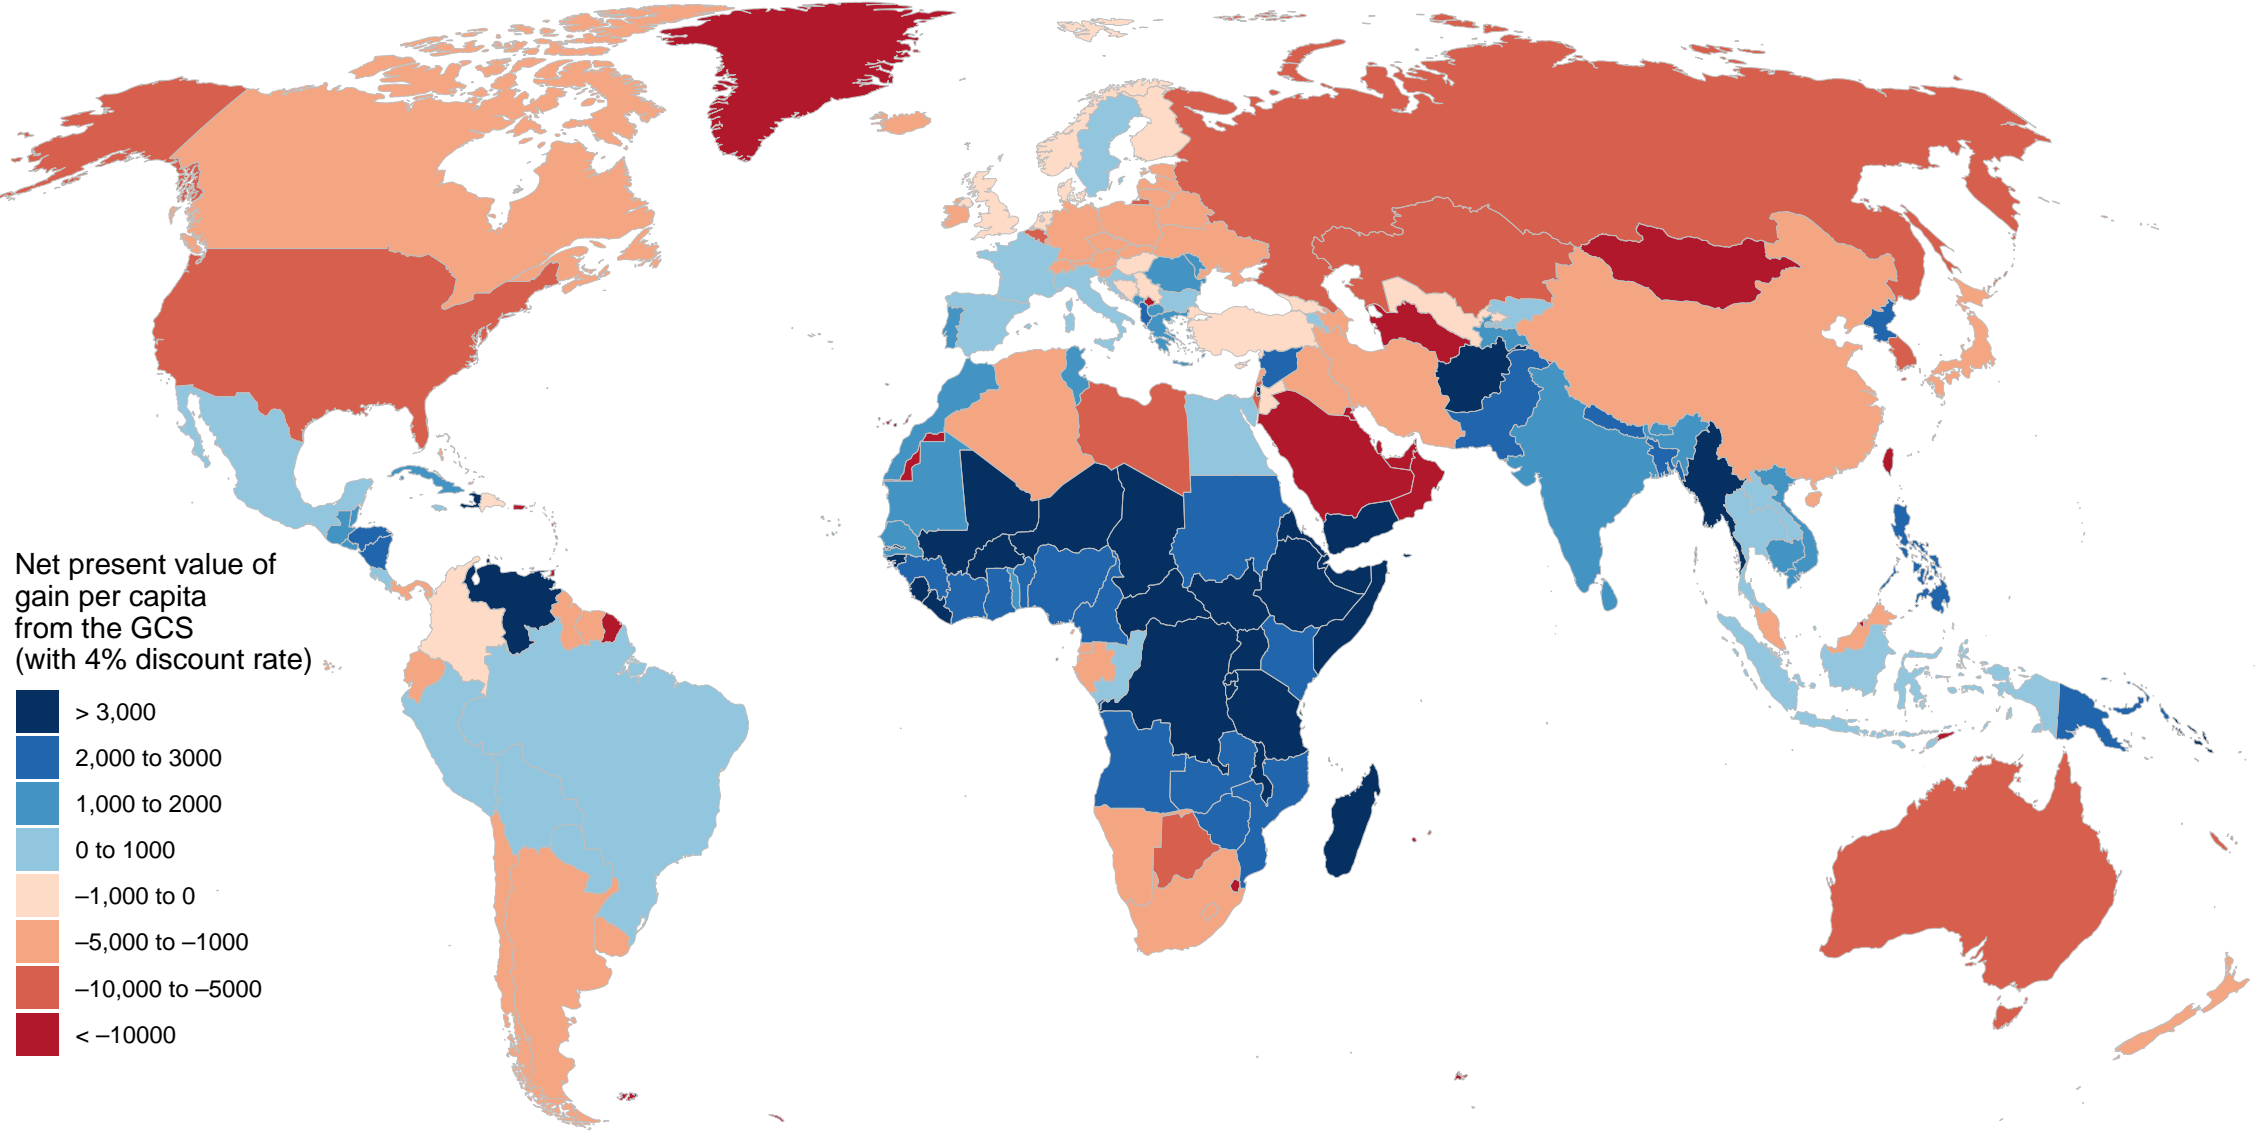 Net present value of
gain per capita
from the GCS
(with 4% discount rate)
> 3,000
2,000 to 3000
1,000 to 2000
0 to 1000
–1,000 to 0
–5,000 to –1000
–10,000 to –5000
< –10000